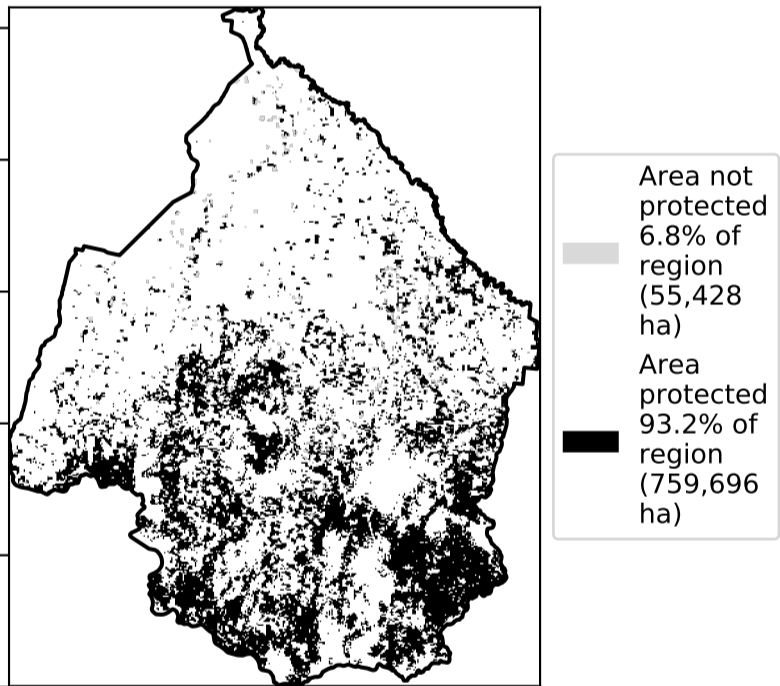 Area not
protected
6.8% of
region
(55,428
ha)
Area
protected
93.2% of
region
(759,696
ha)